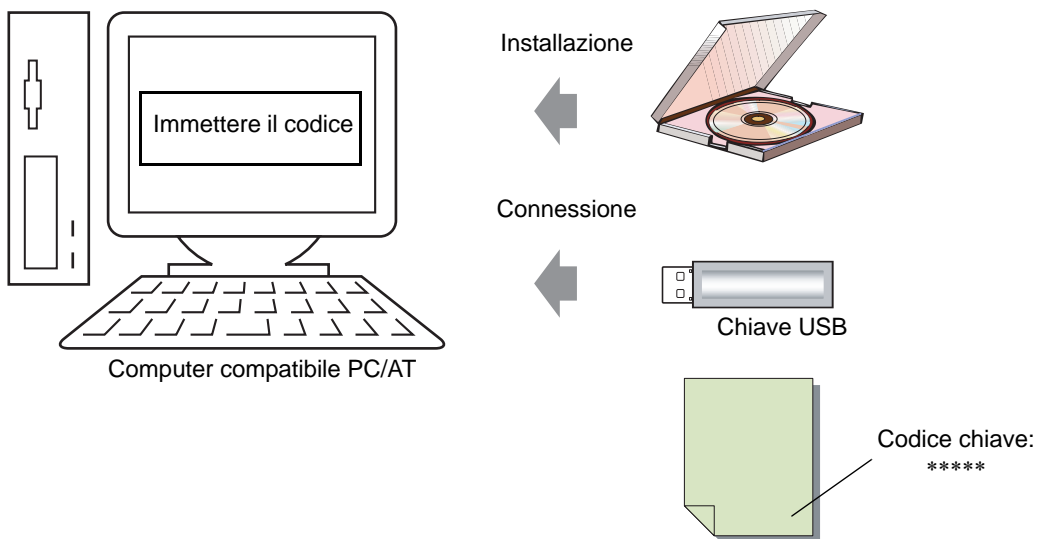 Installazione
Immettere il codice
Connessione
Chiave USB
Computer compatibile PC/AT
Codice chiave:
*****